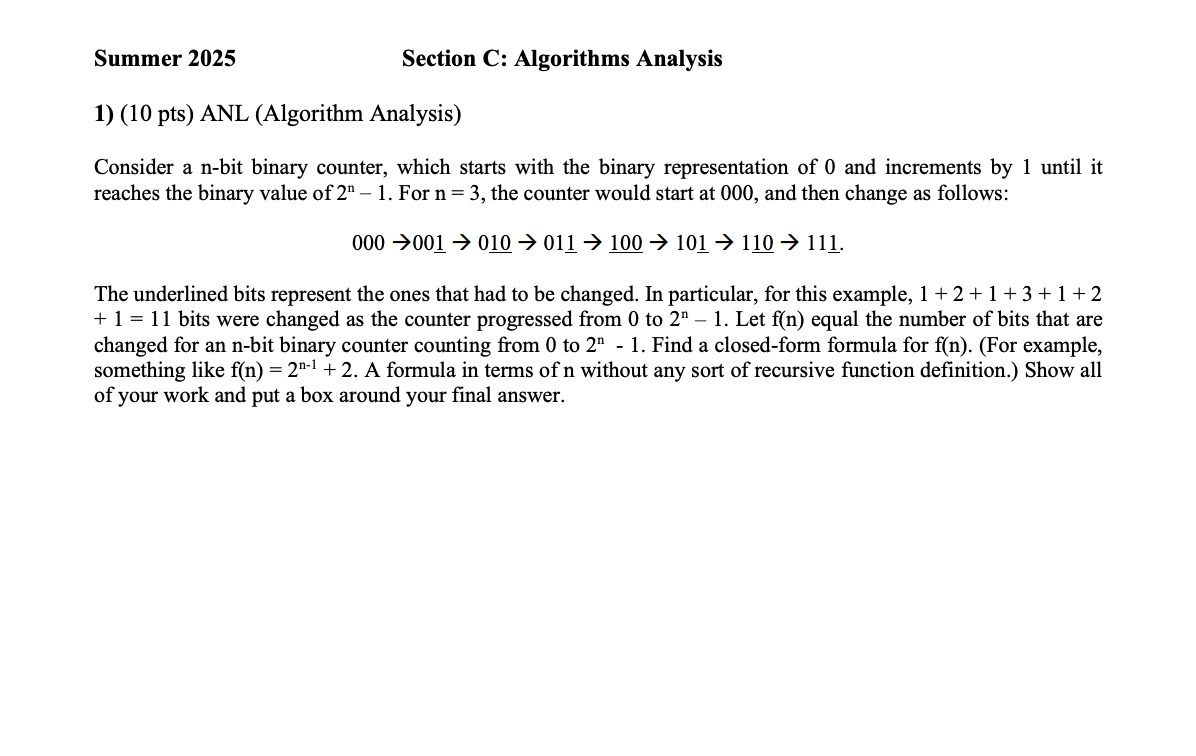 Summer 2025 Section C: Algorithms Analysis
1) (10 pts) ANL (Algorithm Analysis)
Consider a n-bit binary counter, which starts with the binary representation of 0 and increments by 1 until it
reaches the binary value of 2ⁿ – 1. For n = 3, the counter would start at 000, and then change as follows:
000 →001 → 010 → 011 → 100 → 101 → 110 → 111.
The underlined bits represent the ones that had to be changed. In particular, for this example, 1 + 2 + 1 + 3 + 1 + 2
+ 1 = 11 bits were changed as the counter progressed from 0 to 2ⁿ – 1. Let f(n) equal the number of bits that are
changed for an n-bit binary counter counting from 0 to 2ⁿ - 1. Find a closed-form formula for f(n). (For example,
something like f(n) = 2ⁿ⁻¹ + 2. A formula in terms of n without any sort of recursive function definition.) Show all
of your work and put a box around your final answer.